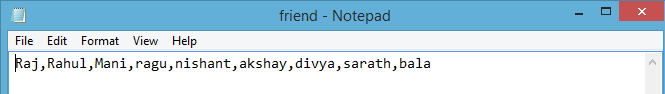 friend - Notepad
File Edit Format View Help
Raj,Rahul,Mani,ragu,nishant,akshay,divya,sarath,bala